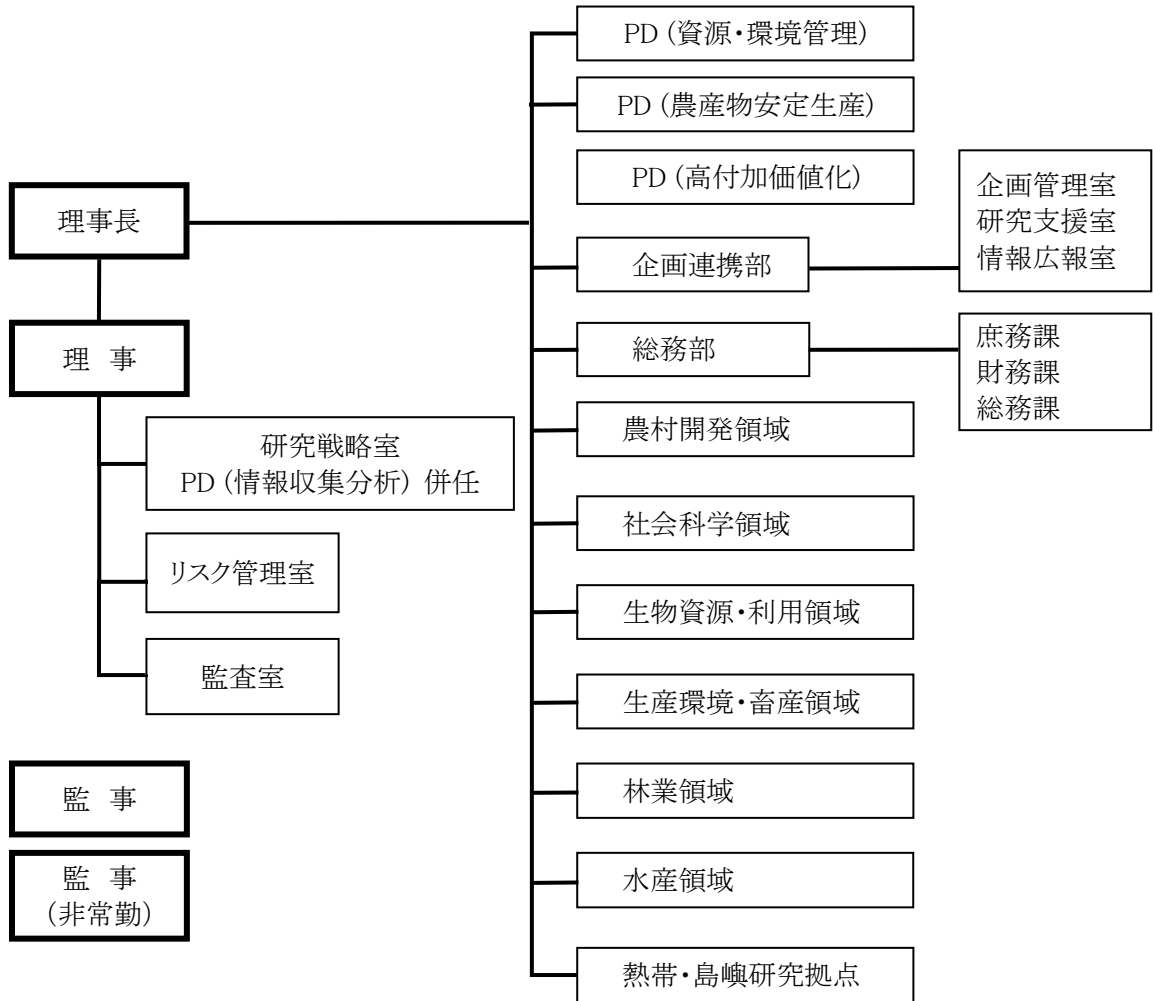 理事長
理 事
研究戦略室
PD (情報収集分析) 併任
リスク管理室
監査室
監 事
監 事
(非常勤)
PD (資源・環境管理)
PD (農産物安定生産)
PD (高付加価値化)
企画連携部
企画管理室
研究支援室
情報広報室
総務部
庶務課
財務課
総務課
農村開発領域
社会科学領域
生物資源・利用領域
生産環境・畜産領域
林業領域
水産領域
熱帯・島嶼研究拠点